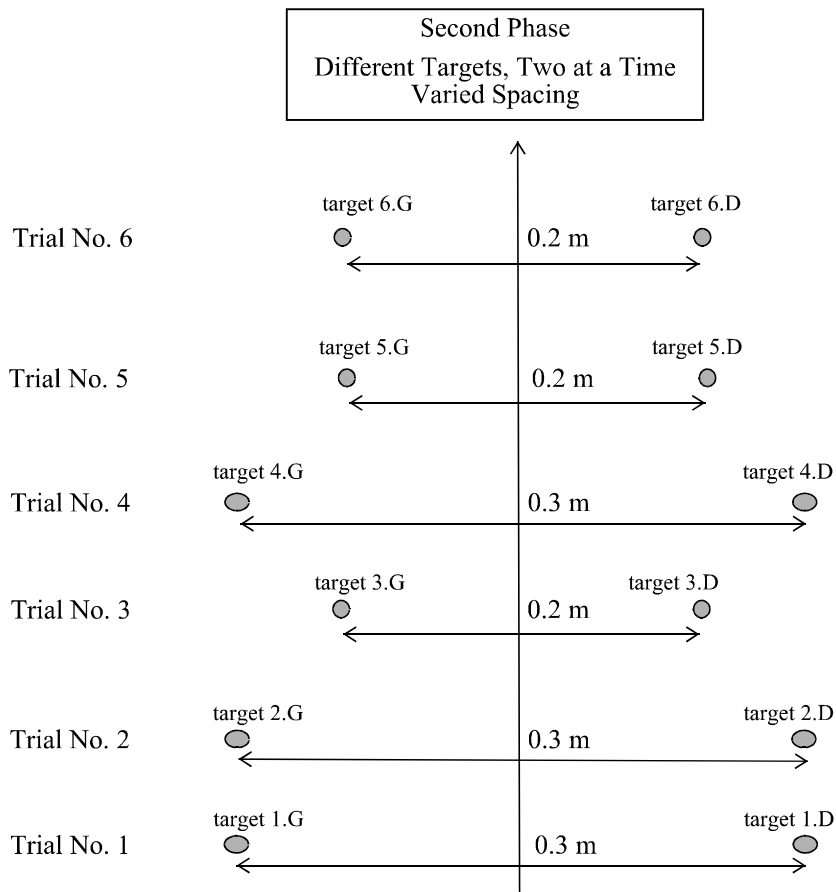 Second Phase
Different Targets, Two at a Time
Varied Spacing
target 6.G target 6.D
Trial No. 6 0.2 m
target 5.G target 5.D
Trial No. 5 0.2 m
target 4.G target 4.D
Trial No. 4 0.3 m
target 3.G target 3.D
Trial No. 3 0.2 m
target 2.G target 2.D
Trial No. 2 0.3 m
target 1.G target 1.D
Trial No. 1 0.3 m